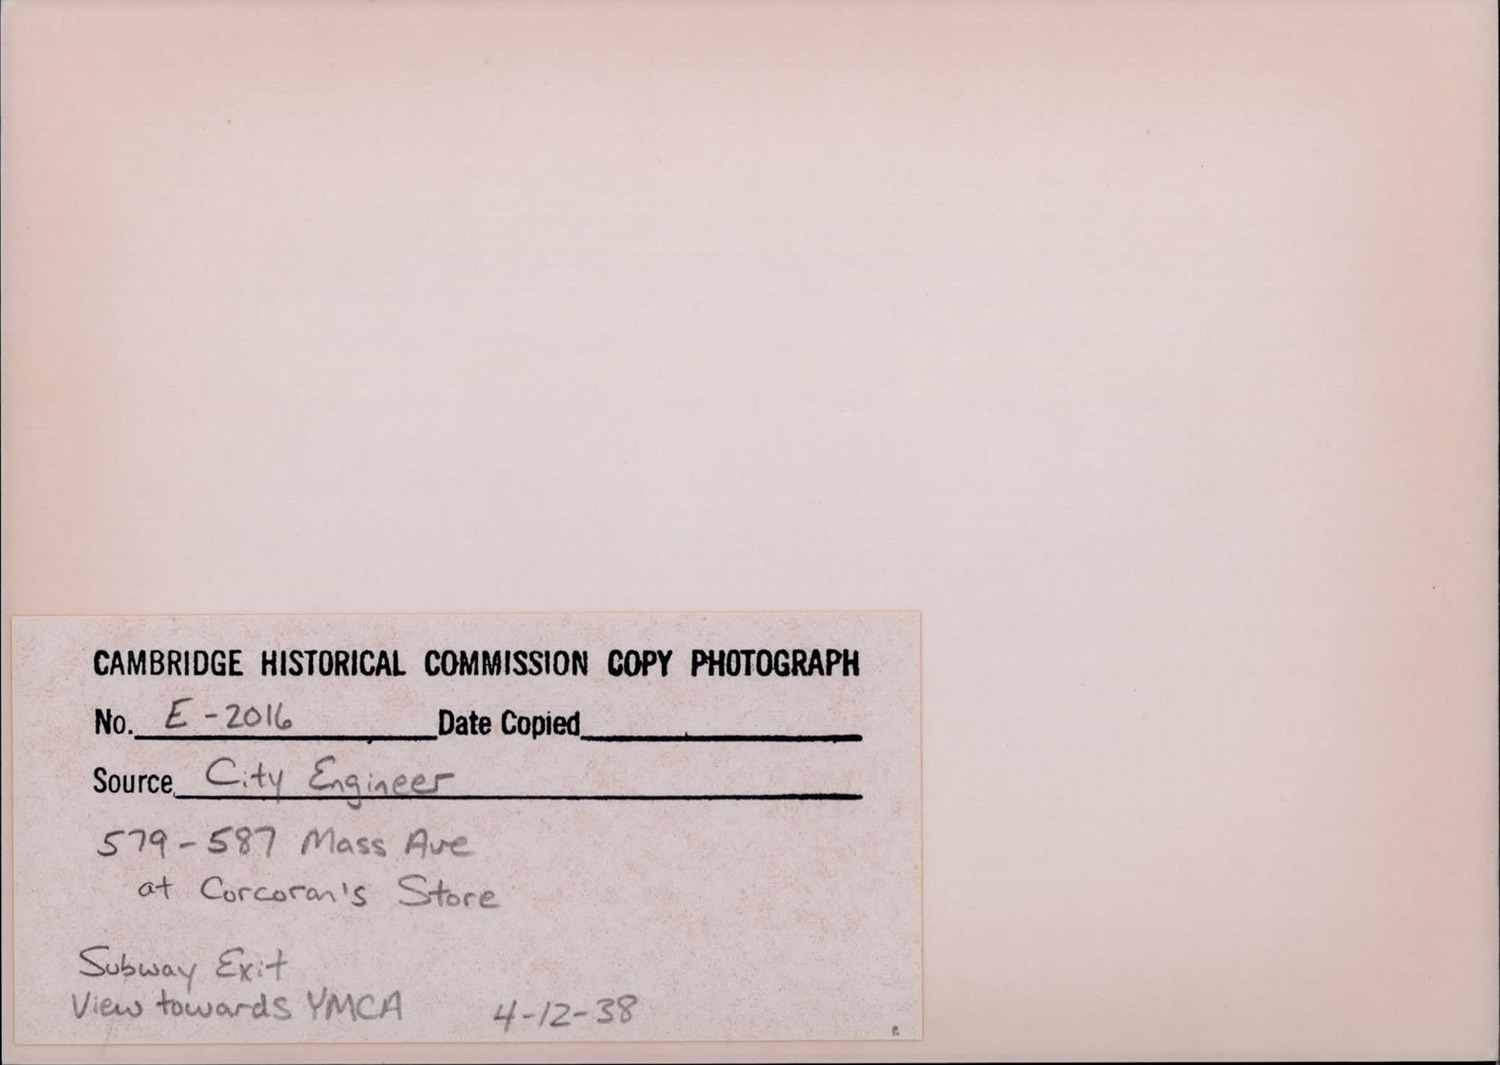 CAMBRIDGE HISTORICAL COMMISSION COPY PHOTOGRAPH
No. E-2016 Date Copied
Source City Engineer
579-587 Mass Ave
at Corcoran's Store
Subway Exit
View towards YMCA 4-12-38